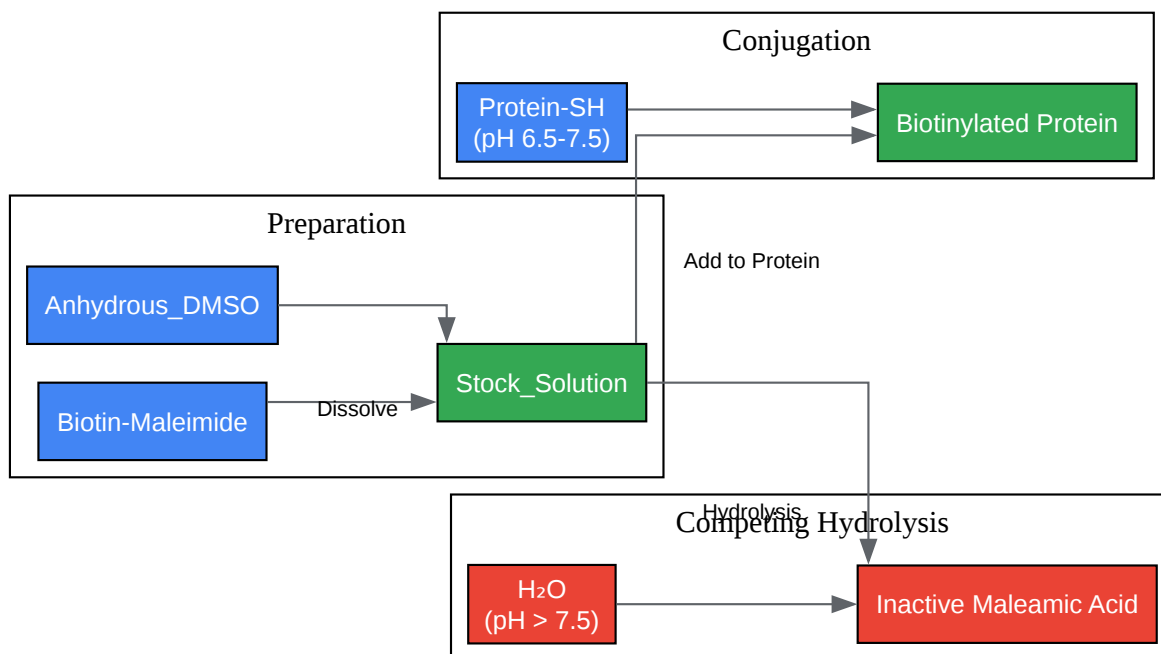 Conjugation
Protein-SH
(pH 6.5-7.5)
Biotinylated Protein
Preparation
Anhydrous_DMSO
Add to Protein
Stock_Solution
Biotin-Maleimide
Dissolve
Hydrolysis
Competing Hydrolysis
H₂O
(pH > 7.5)
Inactive Maleamic Acid